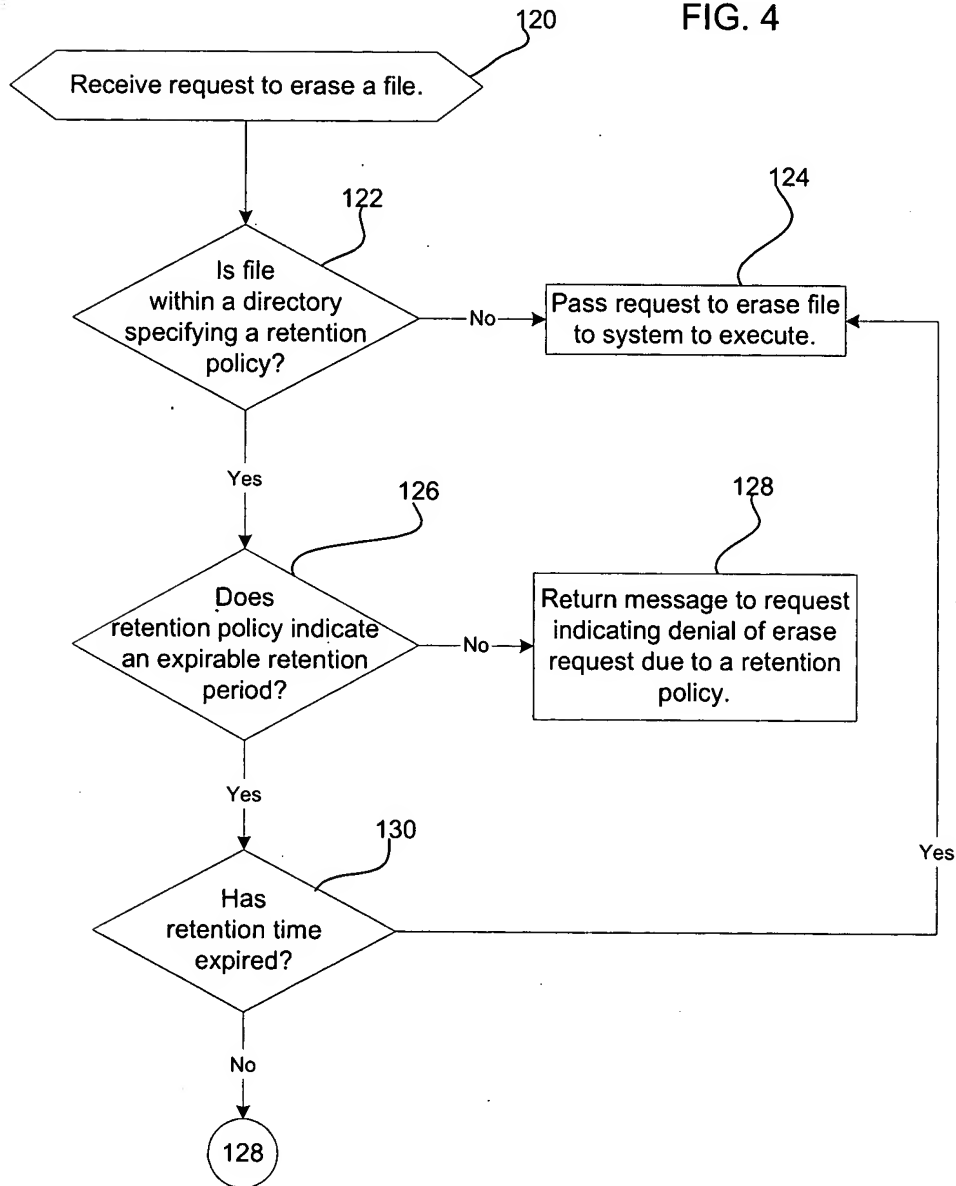 FIG. 4
120
Receive request to erase a file.
122
Is file
within a directory
specifying a retention
policy?
No
124
Pass request to erase file
to system to execute.
Yes
126
Does
retention policy indicate
an expirable retention
period?
No
128
Return message to request
indicating denial of erase
request due to a retention
policy.
Yes
130
Has
retention time
expired?
Yes
No
128